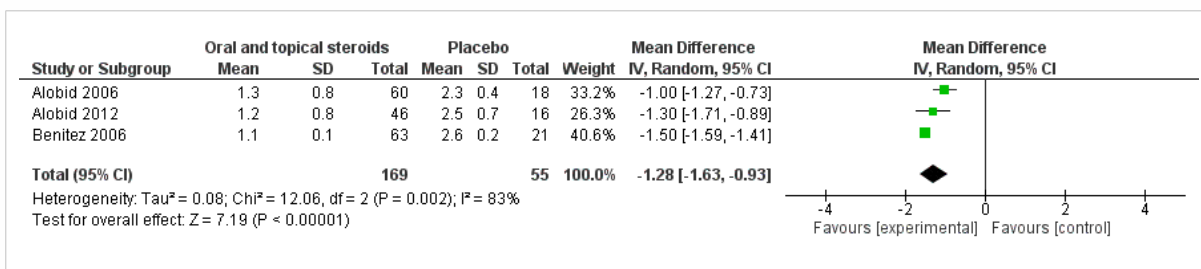 Oral and topical steroids Placebo Mean Difference Mean Difference
Study or Subgroup Mean SD Total Mean SD Total Weight IV, Random, 95% CI IV, Random, 95% CI
Alobid 2006 1.3 0.8 60 2.3 0.4 18 33.2% -1.00 [-1.27, -0.73]
Alobid 2012 1.2 0.8 46 2.5 0.7 16 26.3% -1.30 [-1.71, -0.89]
Benitez 2006 1.1 0.1 63 2.6 0.2 21 40.6% -1.50 [-1.59, -1.41]
Total (95% CI) 169 55 100.0% -1.28 [-1.63, -0.93]
Heterogeneity: Tau² = 0.08; Chi² = 12.06, df = 2 (P = 0.002); I² = 83%
Test for overall effect: Z = 7.19 (P < 0.00001)
-4 -2 0 2 4
Favours [experimental] Favours [control]